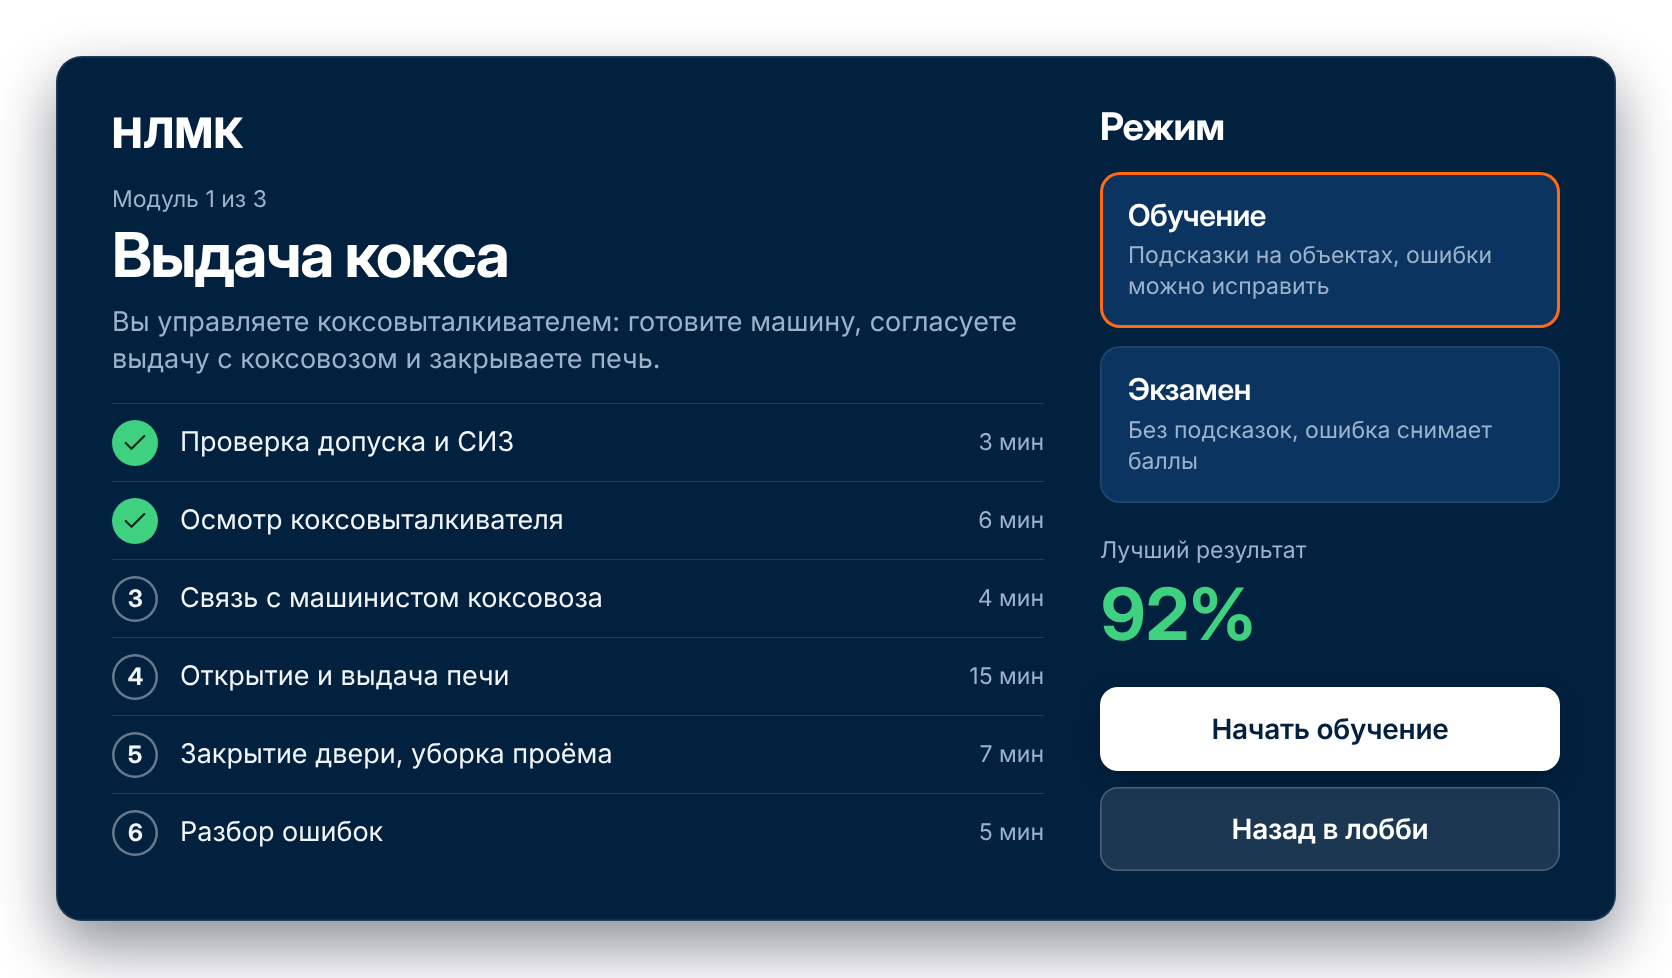 НЛМК
Модуль 1 из 3
Выдача кокса
Вы управляете коксовыталкивателем: готовите машину, согласуете
выдачу с коксовозом и закрываете печь.
Проверка допуска и СИЗ 3 мин
Осмотр коксовыталкивателя 6 мин
3 Связь с машинистом коксовоза 4 мин
4 Открытие и выдача печи 15 мин
5 Закрытие двери, уборка проёма 7 мин
6 Разбор ошибок 5 мин
Режим
Обучение
Подсказки на объектах, ошибки
можно исправить
Экзамен
Без подсказок, ошибка снимает
баллы
Лучший результат
92%
Начать обучение
Назад в лобби